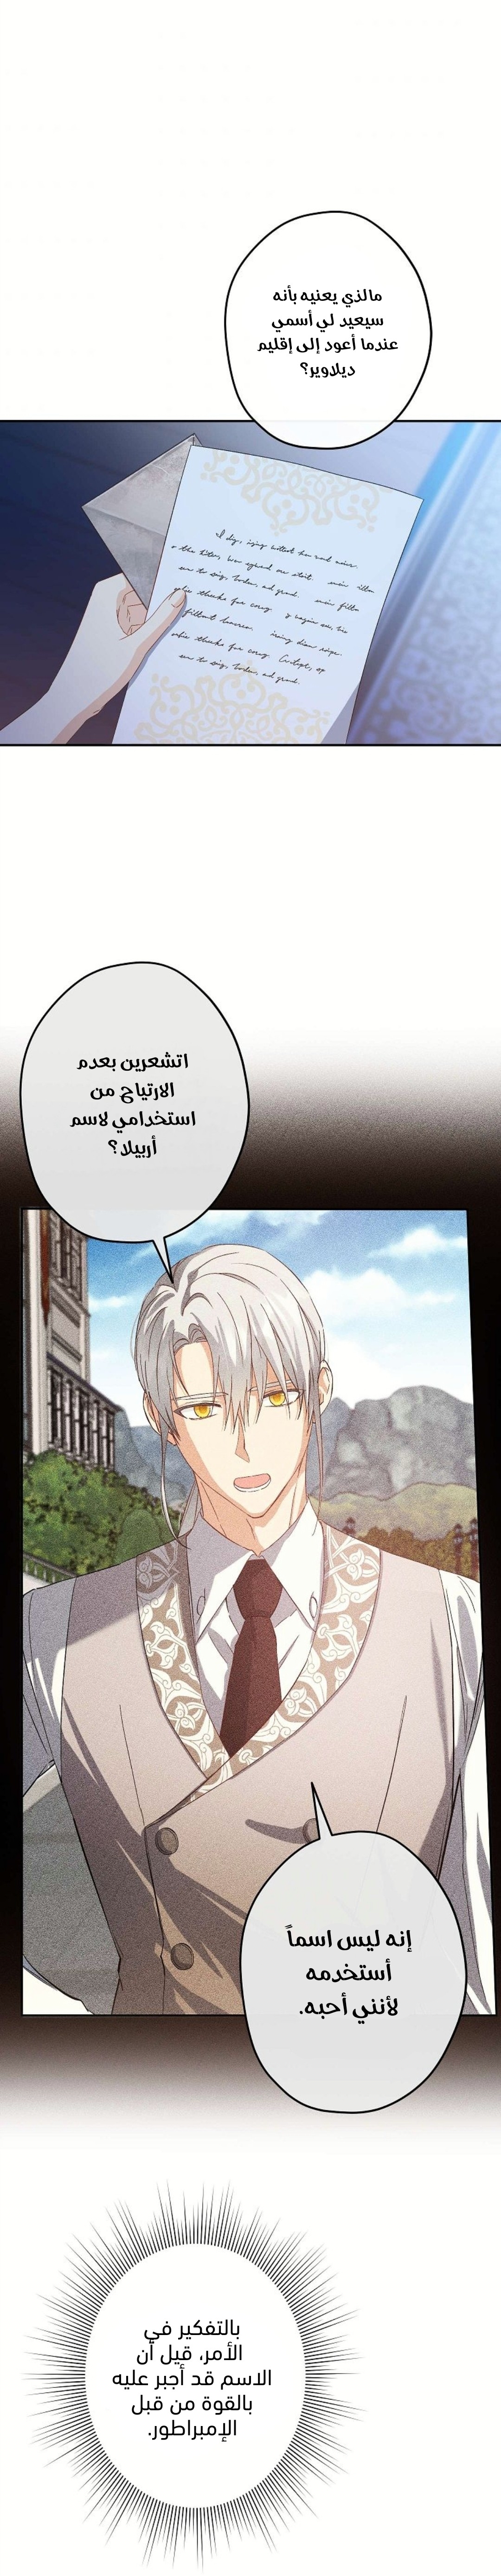 مالذي يعنيه بأنه
سيعيد لي أسمي
عندما أعود إلى إقليم
ديلاوير؟
اتشعرين بعدم
الارتياح من
استخدامي لاسم
أربيلا؟
إنه ليس اسماً
أستخدمه
لأنني أحبه.
بالتفكير في
الأمر، قيل أن
الاسم قد أجبر عليه
بالقوة من قبل
الإمبراطور.